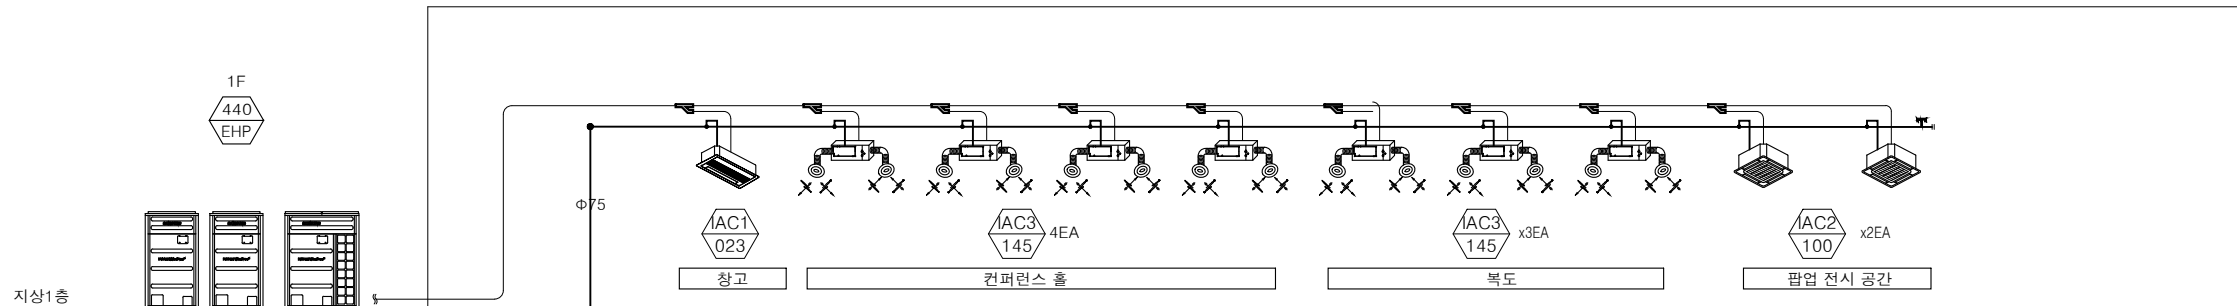 1F
440
EHP
Φ75
IAC1
023
IAC3
145
4EA
IAC3
145
x3EA
IAC2
100
x2EA
창고
컨퍼런스 홀
복도
팝업 전시 공간
지상1층